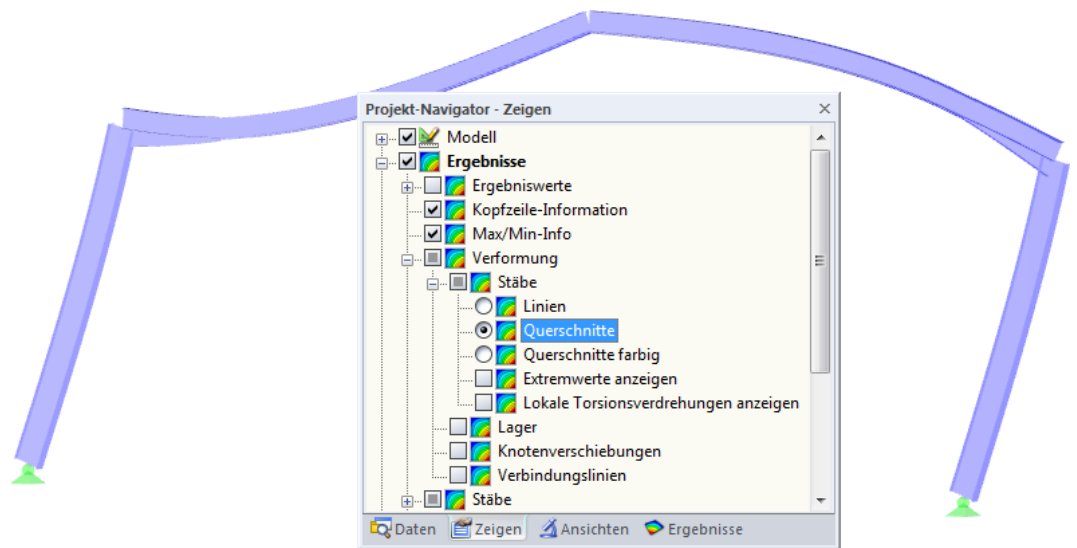 Projekt-Navigator - Zeigen
Modell
Ergebnisse
Ergebniswerte
Kopfzeile-Information
Max/Min-Info
Verformung
Stäbe
Linien
Querschnitte
Querschnitte farbig
Extremwerte anzeigen
Lokale Torsionsverdrehungen anzeigen
Lager
Knotenverschiebungen
Verbindungslinien
Stäbe
Daten Zeigen Ansichten Ergebnisse